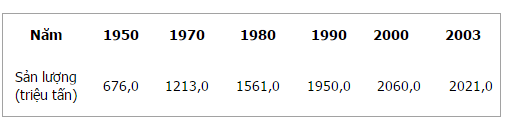 Năm 1950 1970 1980 1990 2000 2003
Sản lượng
(triệu tấn) 676,0 1213,0 1561,0 1950,0 2060,0 2021,0